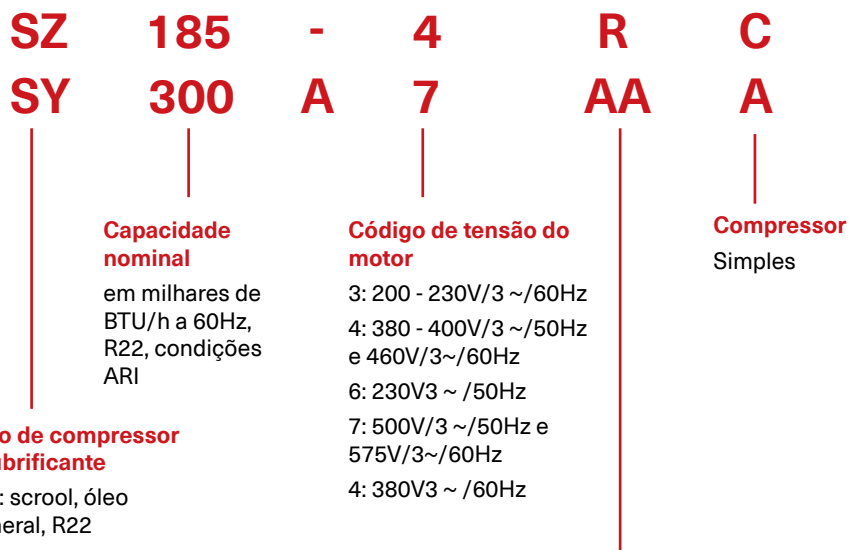 SZ 185 - 4 R C
SY 300 A 7 AA A
Capacidade
nominal
em milhares de
BTU/h a 60Hz,
R22, condições
ARI
Código de tensão do
motor
3: 200 - 230V/3 ~/60Hz
4: 380 - 400V/3 ~/50Hz
e 460V/3~/60Hz
6: 230V3 ~ /50Hz
7: 500V/3 ~/50Hz e
575V/3~/60Hz
4: 380V3 ~ /60Hz
Compressor
Simples
o de compressor
: scrool, óleo
R22